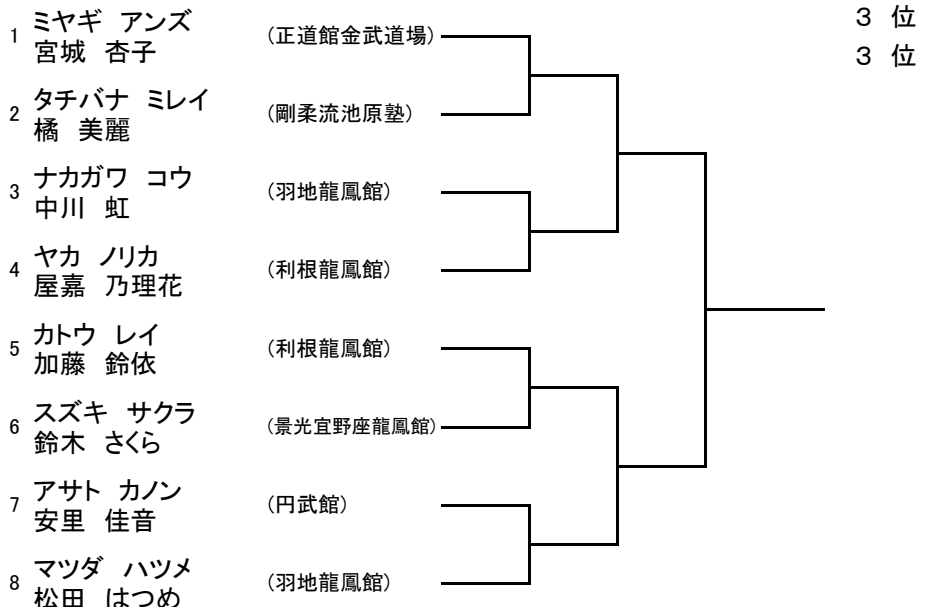 3 位
3 位
1 ミヤギ アンズ
宮城 杏子 (正道館金武道場)
2 タチバナ ミレイ
橘 美麗 (剛柔流池原塾)
3 ナカガワ コウ
中川 虹 (羽地龍鳳館)
4 ヤカ ノリカ
屋嘉 乃理花 (利根龍鳳館)
5 カトウ レイ
加藤 鈴依 (利根龍鳳館)
6 スズキ サクラ
鈴木 さくら (景光宜野座龍鳳館)
7 アサト カノン
安里 佳音 (円武館)
8 マツダ ハツメ
松田 はつめ (羽地龍鳳館)